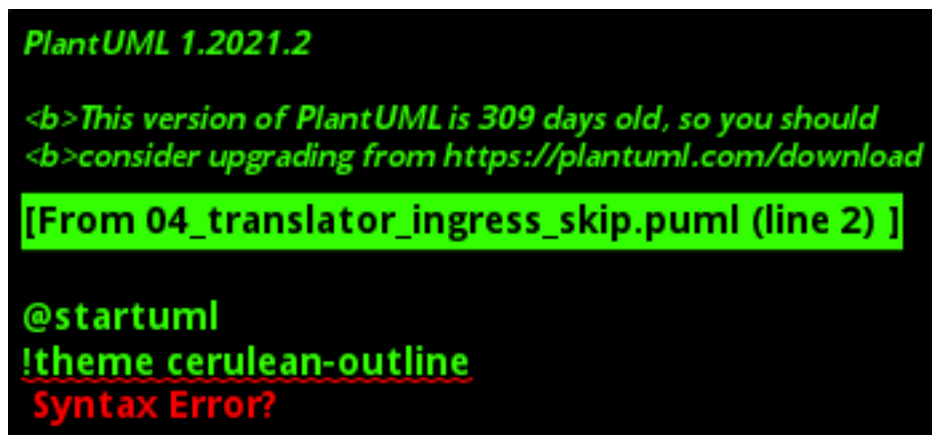 PlantUML 1.2021.2
<b>This version of PlantUML is 309 days old, so you should
<b>consider upgrading from https://plantuml.com/download
[From 04_translator_ingress_skip.puml (line 2) ]
@startuml
!theme cerulean-outline
Syntax Error?